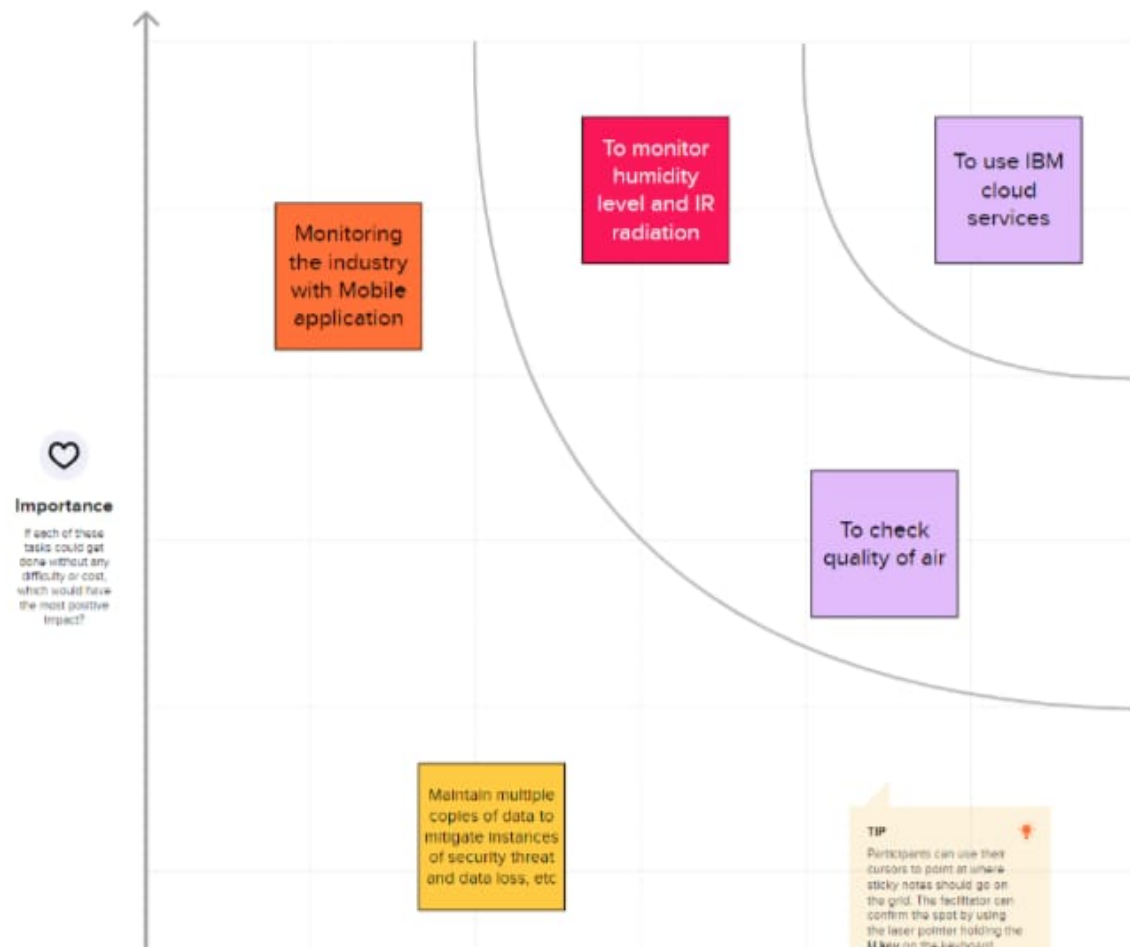 To monitor
humidity
level and IR
radiation
To use IBM
cloud
services
Monitoring
the industry
with Mobile
application
Importance
If each of these
tasks could get
done without any
difficulty or cost,
which would have
the most positive
impact?
To check
quality of air
Maintain multiple
copies of data to
mitigate instances
of security threat
and data loss, etc
TIP
Participants can use their
cursors to point at where
sticky notes should go on
the grid. The facilitator can
confirm the spot by using
the laser pointer holding the
H key on the keyboard.